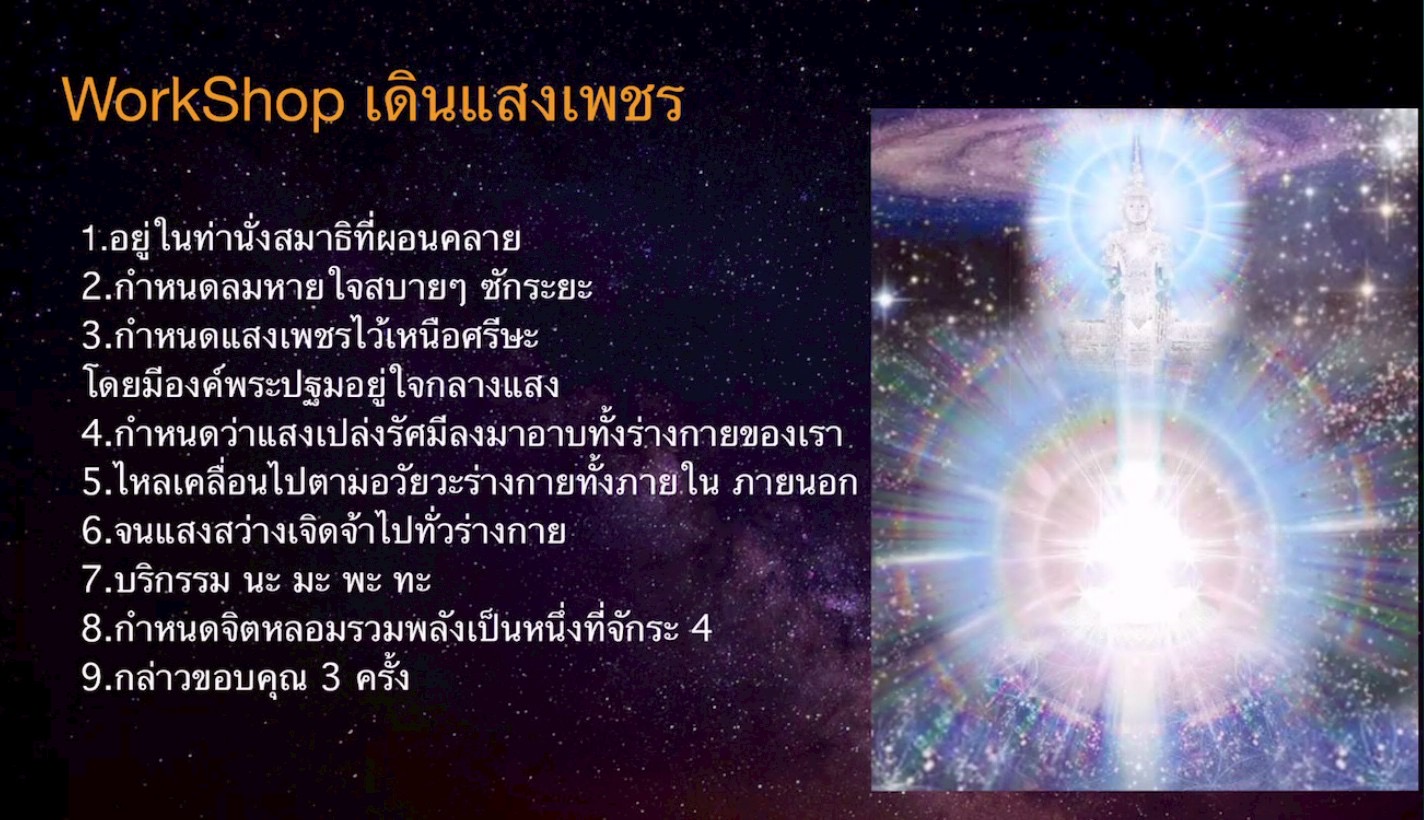 WorkShop เดินแสงเพชร
1.อยู่ในท่านั่งสมาธิที่ผอนคลาย
2.กำหนดลมหายใจสบายๆ ซักระยะ
3.กำหนดแสงเพชรไว้เหนือศรีษะ
โดยมีองค์พระปฐมอยู่ใจกลางแสง
4.กำหนดว่าแสงเปล่งรัศมีลงมาอาบทั้งร่างกายของเรา
5.ไหลเคลื่อนไปตามอวัยวะร่างกายทั้งภายใน ภายนอก
6.จนแสงสว่างเจิดจ้าไปทั่วร่างกาย
7.บริกรรม นะ มะ พะ ทะ
8.กำหนดจิตหลอมรวมพลังเป็นหนึ่งที่จักระ 4
9.กล่าวขอบคุณ 3 ครั้ง